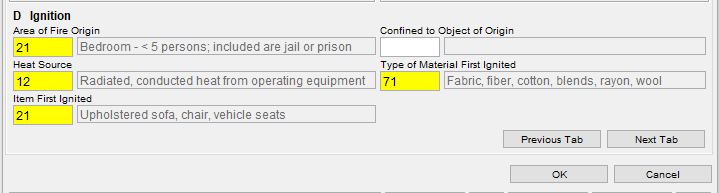 D Ignition
Area of Fire Origin Confined to Object of Origin
21 Bedroom - < 5 persons; included are jail or prison
Heat Source Type of Material First Ignited
12 Radiated, conducted heat from operating equipment 71 Fabric, fiber, cotton, blends, rayon, wool
Item First Ignited
21 Upholstered sofa, chair, vehicle seats
Previous Tab Next Tab
OK Cancel